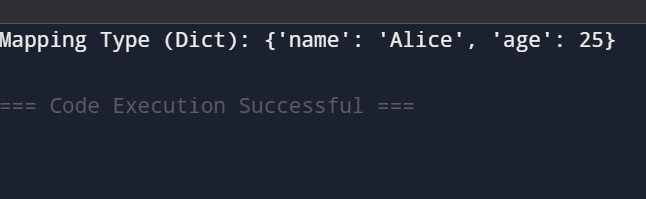 Mapping Type (Dict): {'name': 'Alice', 'age': 25}
=== Code Execution Successful ===